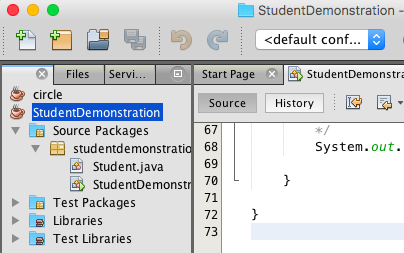 StudentDemonstration -
<default conf...
Files
Servi...
Start Page
StudentDemonstra
circle
StudentDemonstration
Source Packages
studentdemonstratio
Student.java
StudentDemonstr
Test Packages
Libraries
Test Libraries
Source
History
67 */
68 System.out.
69
70 }
71
72 }
73